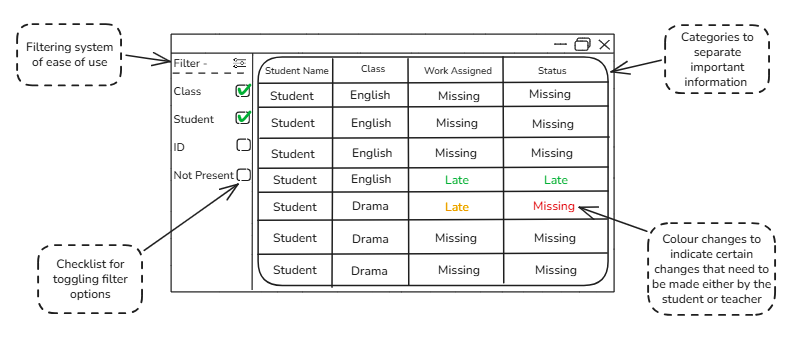 Filtering system
of ease of use
Categories to
separate
important
information
Filter -
Class
Student
ID
Not Present
Student Name Class Work Assigned Status
Student English Missing Missing
Student English Missing Missing
Student English Missing Missing
Student English Late Late
Student Drama Late Missing
Student Drama Missing Missing
Student Drama Missing Missing
Checklist for
toggling filter
options
Colour changes to
indicate certain
changes that need to
be made either by the
student or teacher